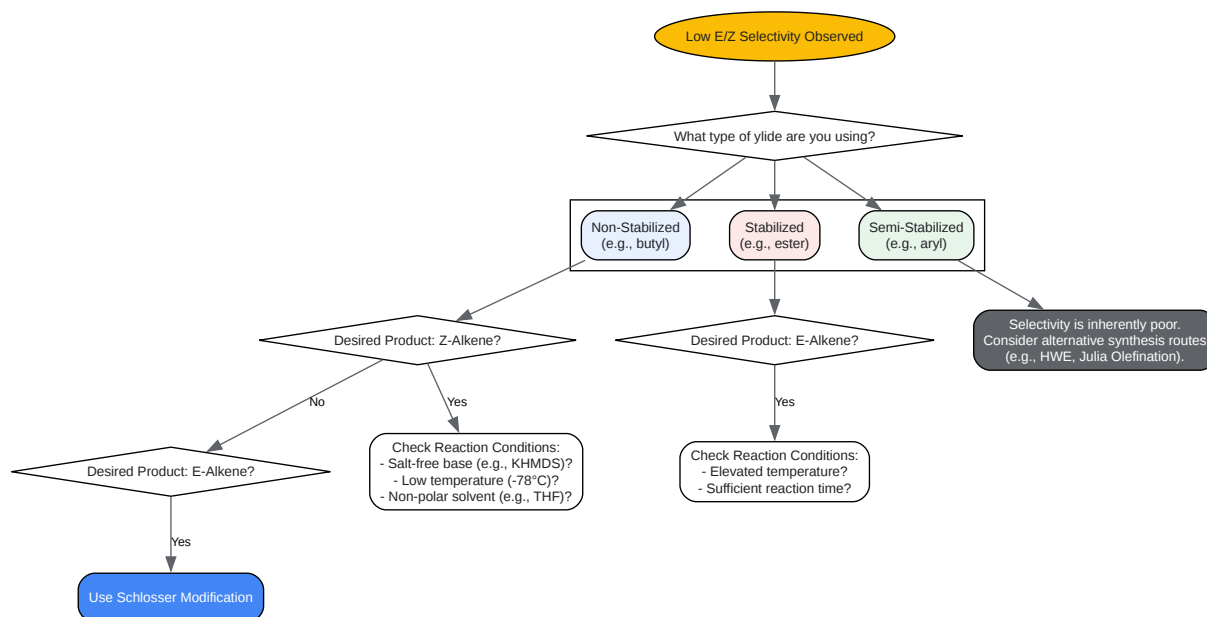 Low E/Z Selectivity Observed
What type of ylide are you using?
Non-Stabilized
(e.g., butyl)
Stabilized
(e.g., ester)
Semi-Stabilized
(e.g., aryl)
Desired Product: Z-Alkene?
Desired Product: E-Alkene?
Selectivity is inherently poor.
Consider alternative synthesis routes
(e.g., HWE, Julia Olefination).
No
Yes
Yes
Desired Product: E-Alkene?
Check Reaction Conditions:
- Salt-free base (e.g., KHMDS)?
- Low temperature (-78°C)?
- Non-polar solvent (e.g., THF)?
Check Reaction Conditions:
- Elevated temperature?
- Sufficient reaction time?
Yes
Use Schlosser Modification